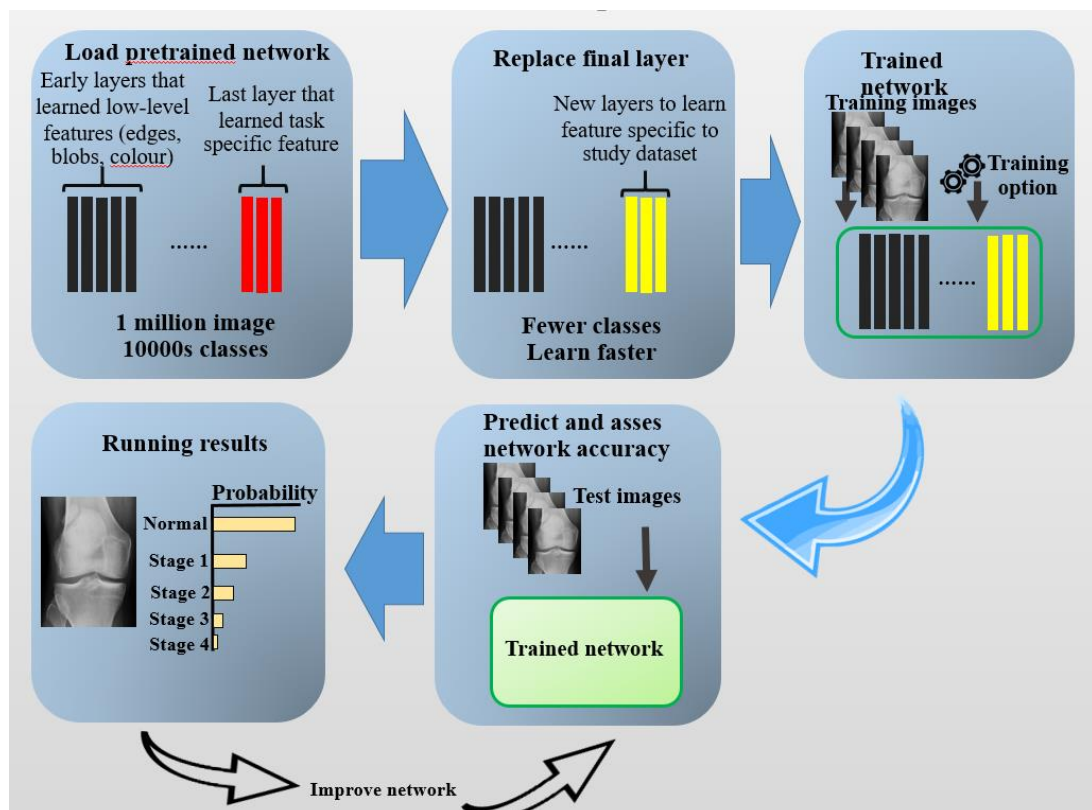 Load pretrained network
Early layers that
learned low-level
features (edges,
blobs, colour)
Last layer that
learned task
specific feature
......
1 million image
10000s classes
Replace final layer
New layers to learn
feature specific to
study dataset
......
Fewer classes
Learn faster
Trained
network
Training images
Training
option
......
Predict and asses
network accuracy
Test images
Trained network
Running results
Probability
Normal
Stage 1
Stage 2
Stage 3
Stage 4
Improve network